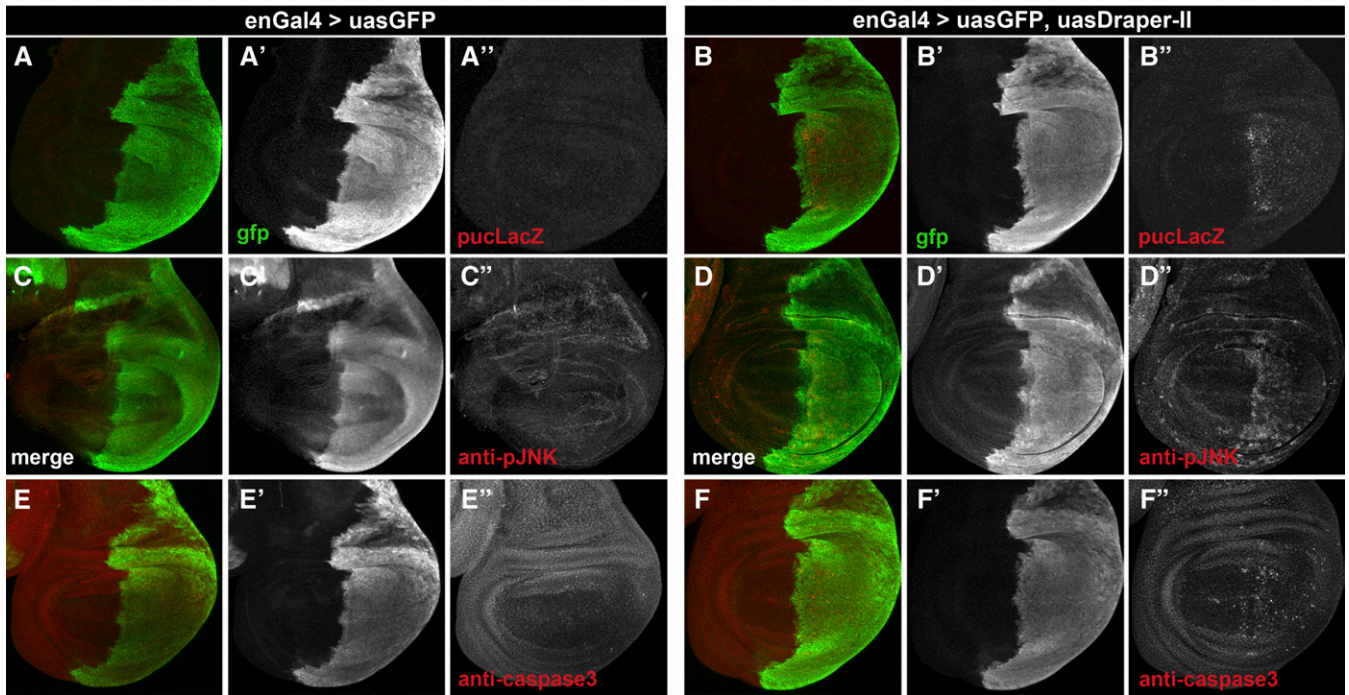 enGal4 > uasGFP
enGal4 > uasGFP, uasDraper-II
A
A'
gfp
A''
pucLacZ
B
B'
gfp
B''
pucLacZ
C
merge
C'
C''
anti-pJNK
D
merge
D'
D''
anti-pJNK
E
E'
E''
anti-caspase3
F
F'
F''
anti-caspase3